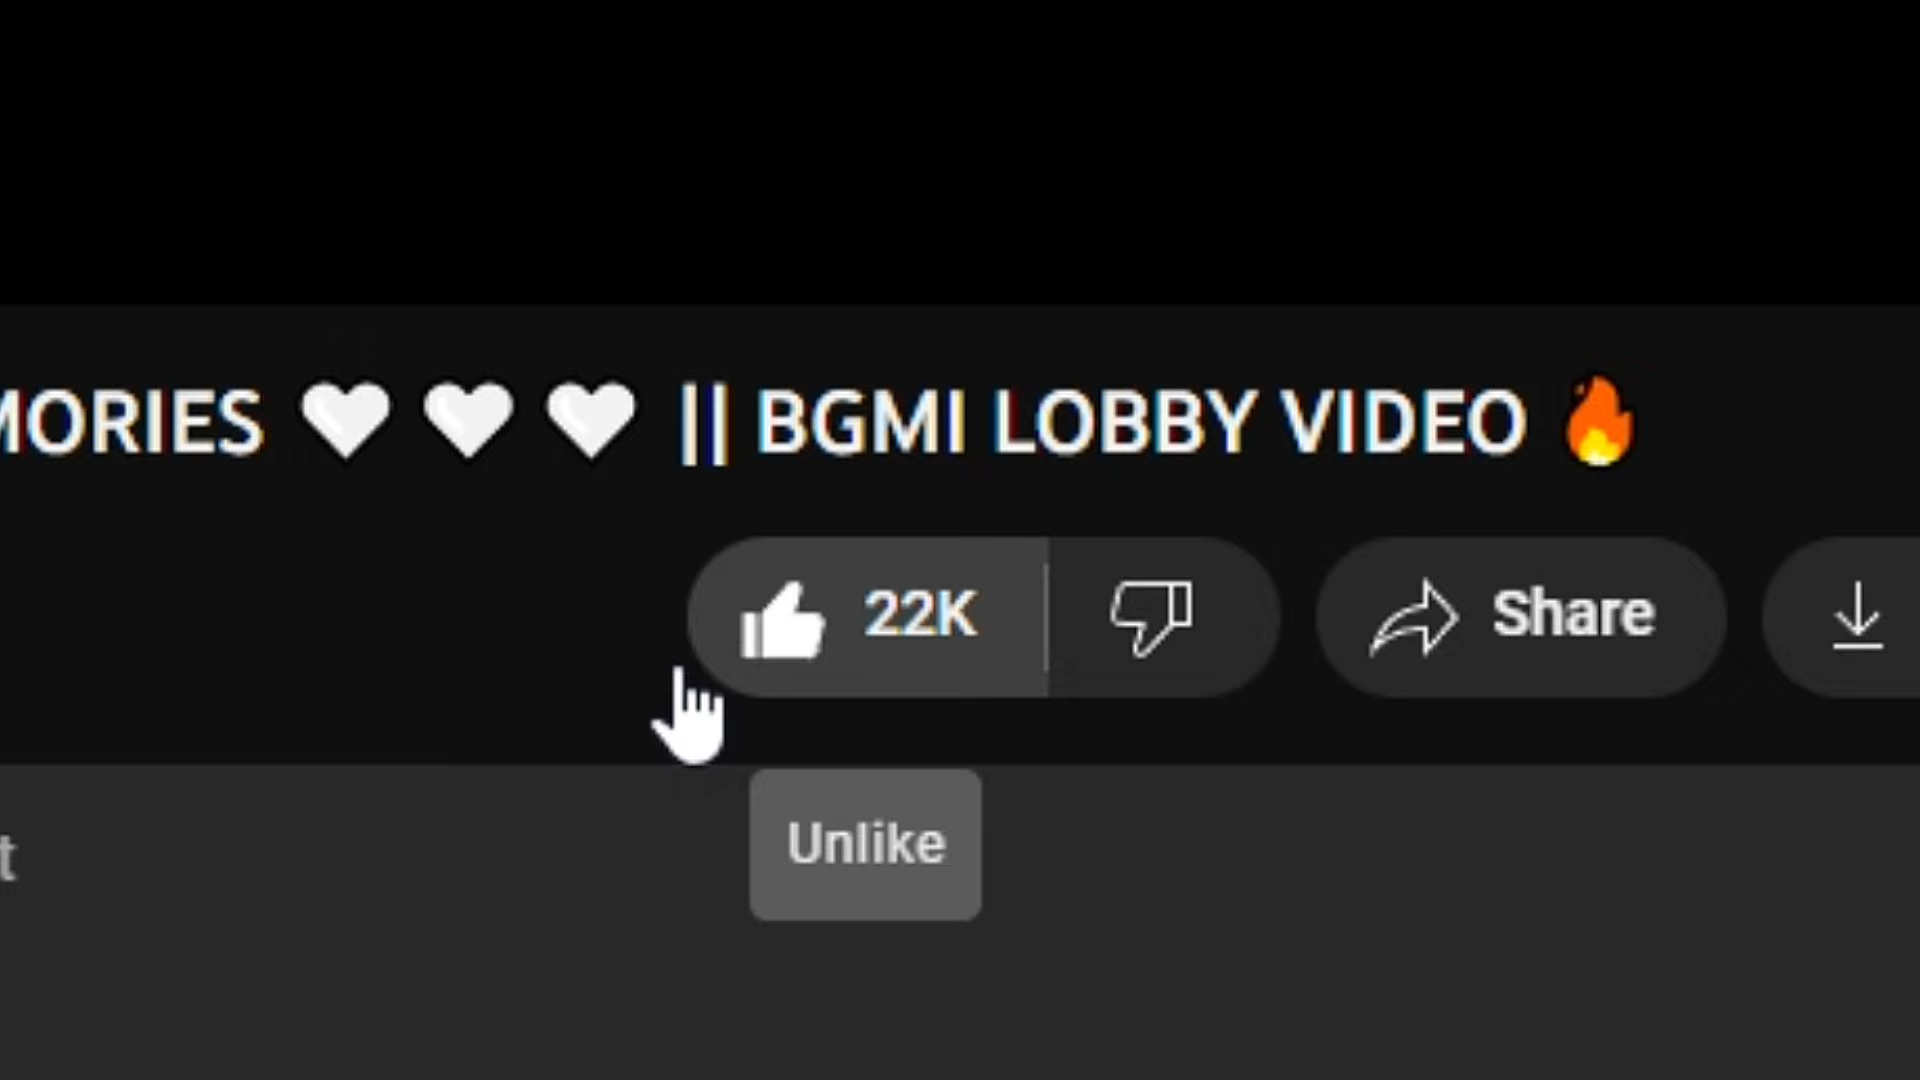 MORIES 🤍 🤍 🤍 || BGMI LOBBY VIDEO 🔥
22K Share
Unlike
t